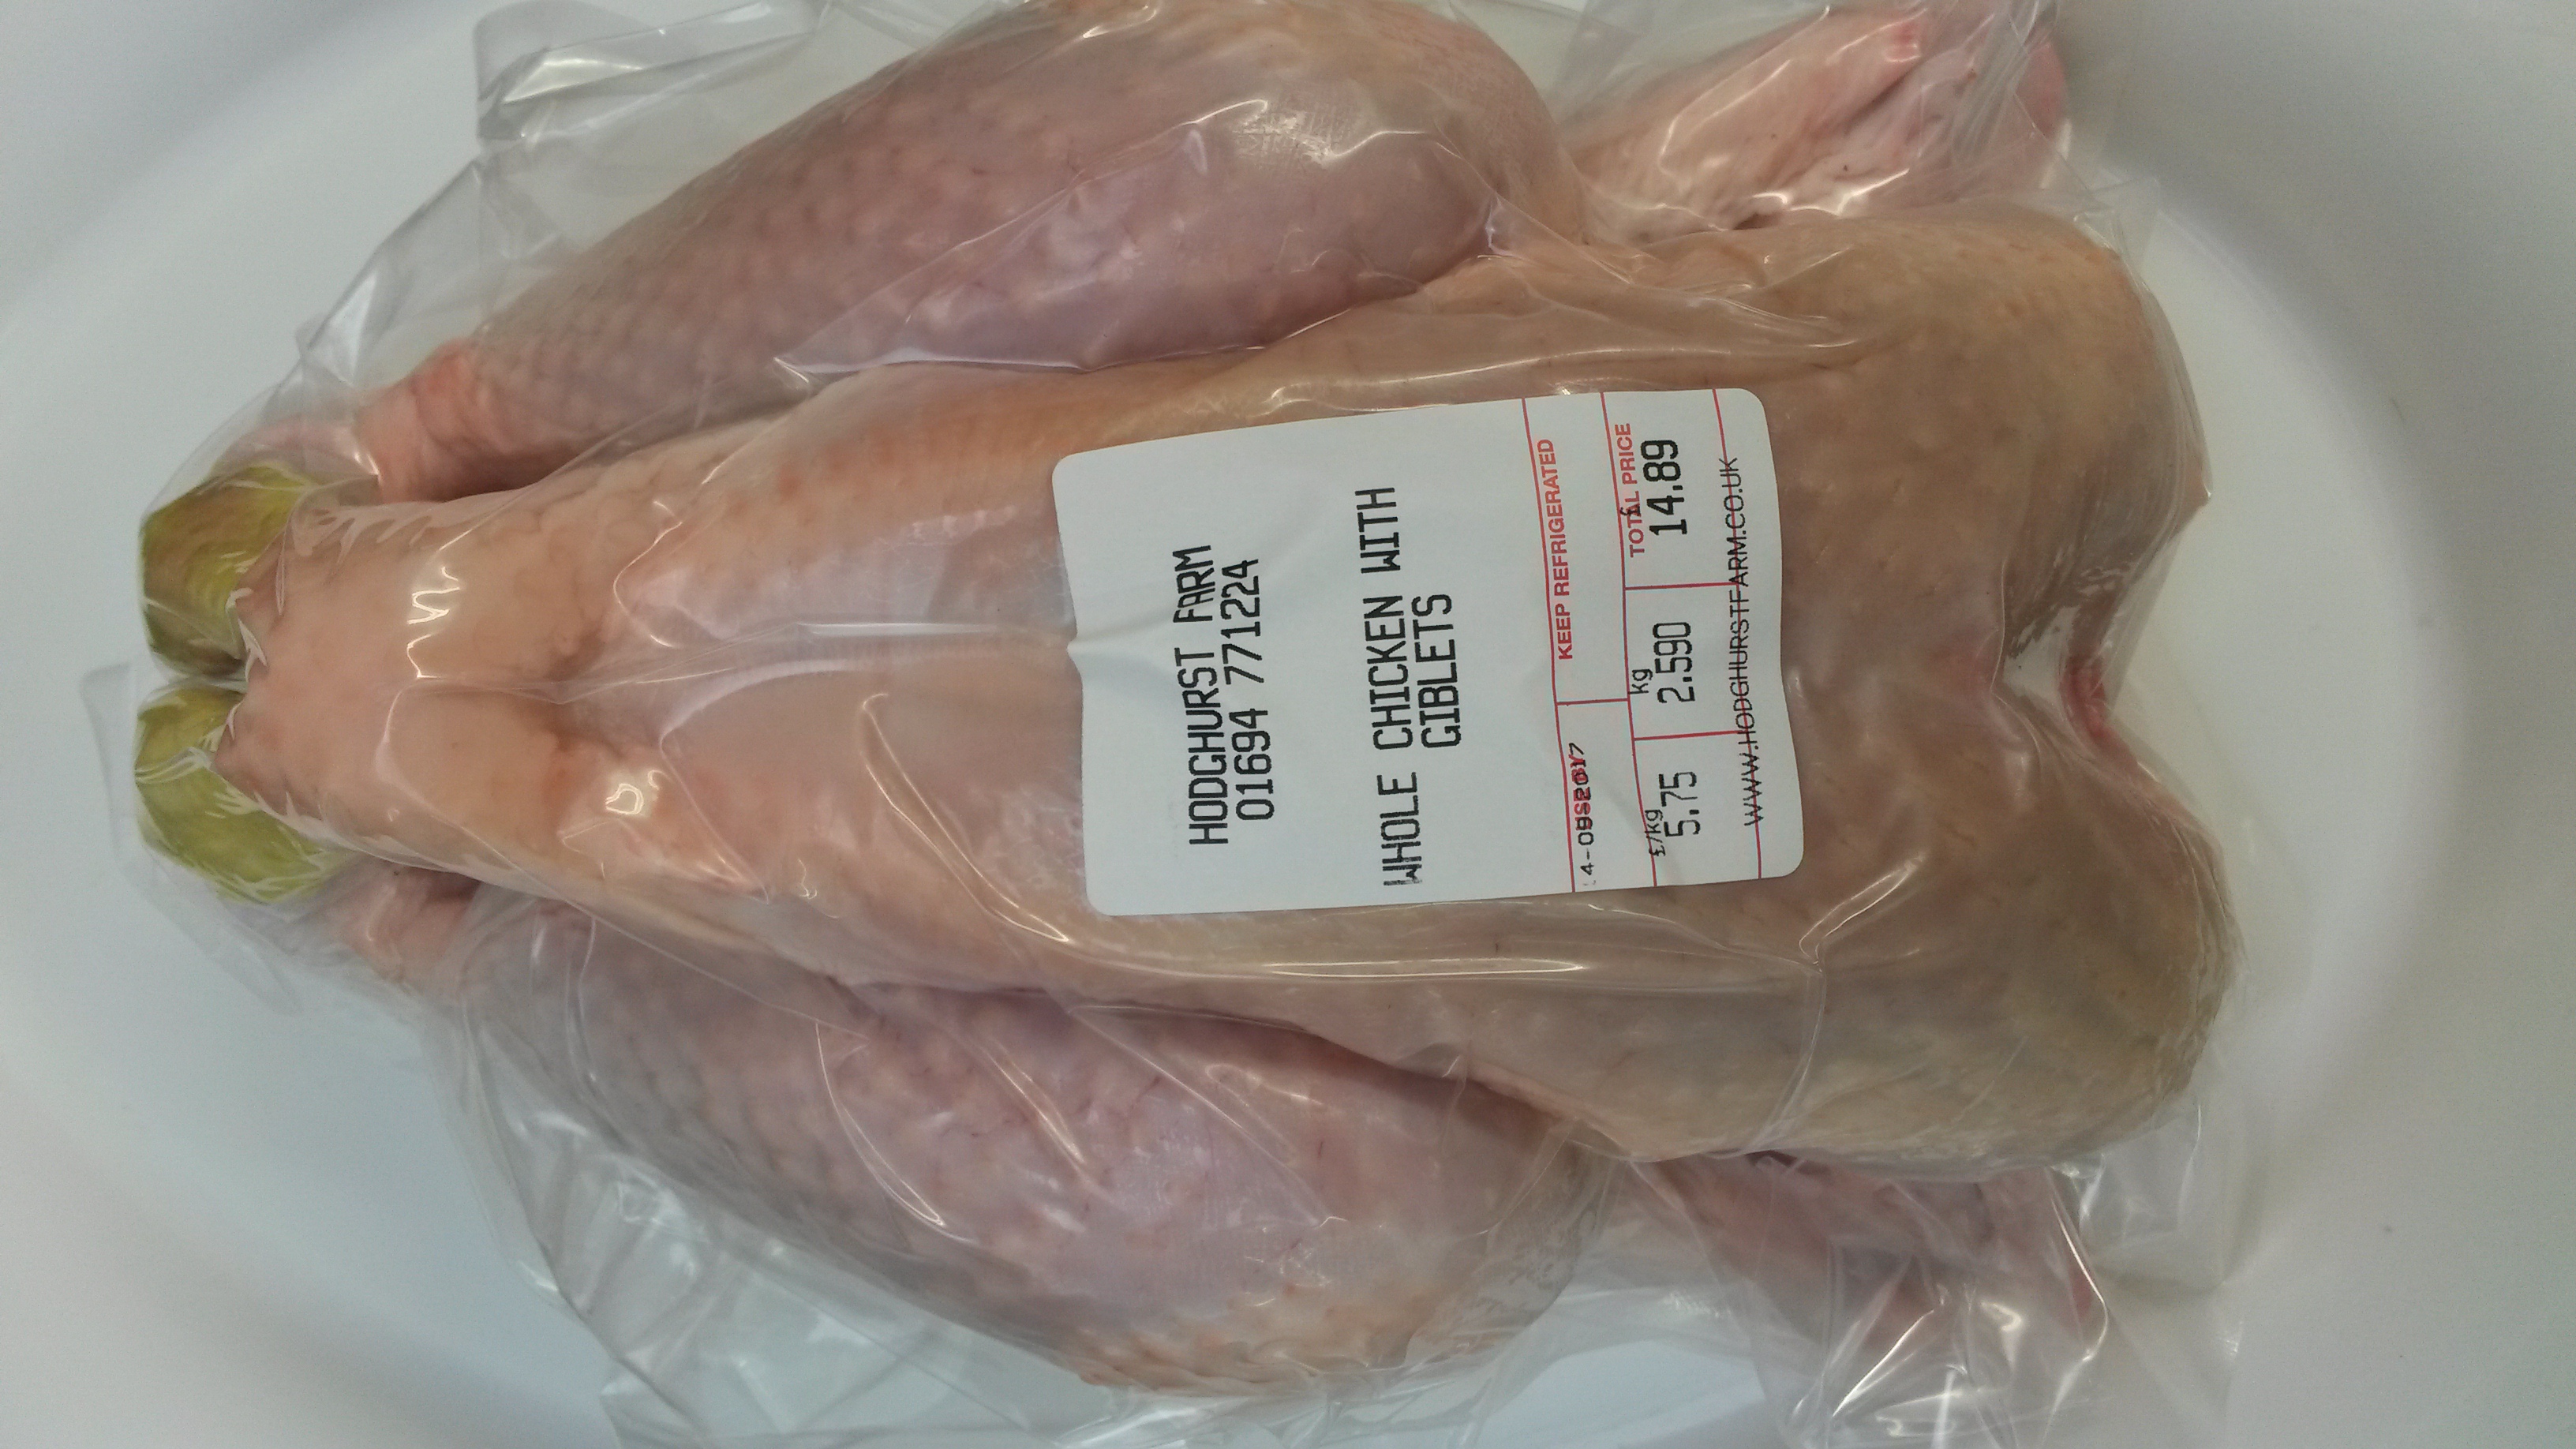 HODGHURST FARM
01694 771224
WHOLE CHICKEN WITH
GIBLETS
KEEP REFRIGERATED
£/kg kg TOTAL PRICE £
5.75 2.590 14.89
WWW.HODGHURSTFARM.CO.UK